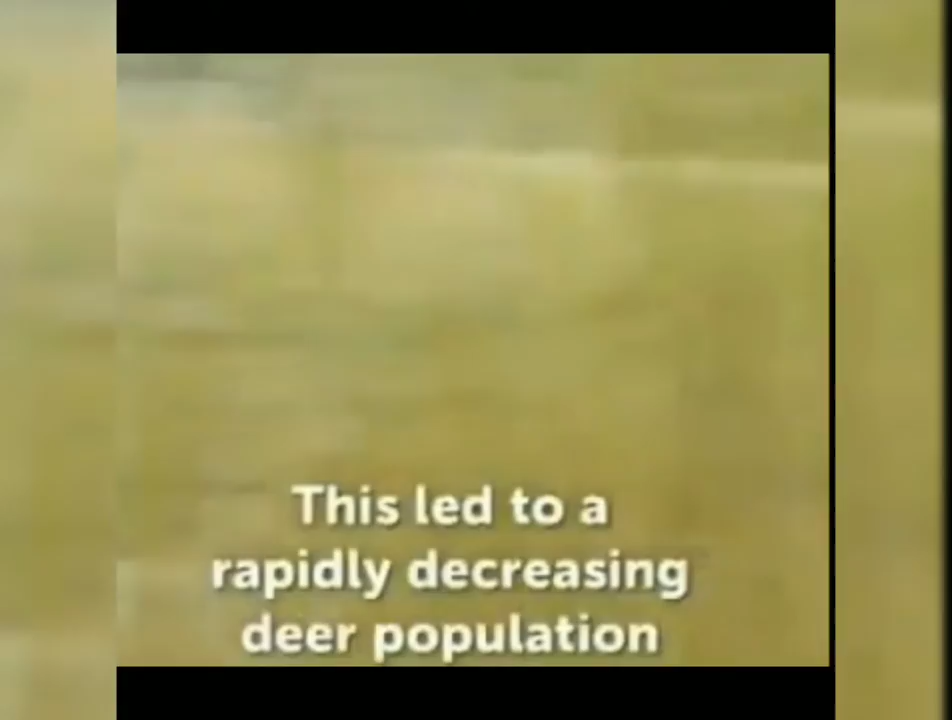 This led to a
rapidly decreasing
deer population